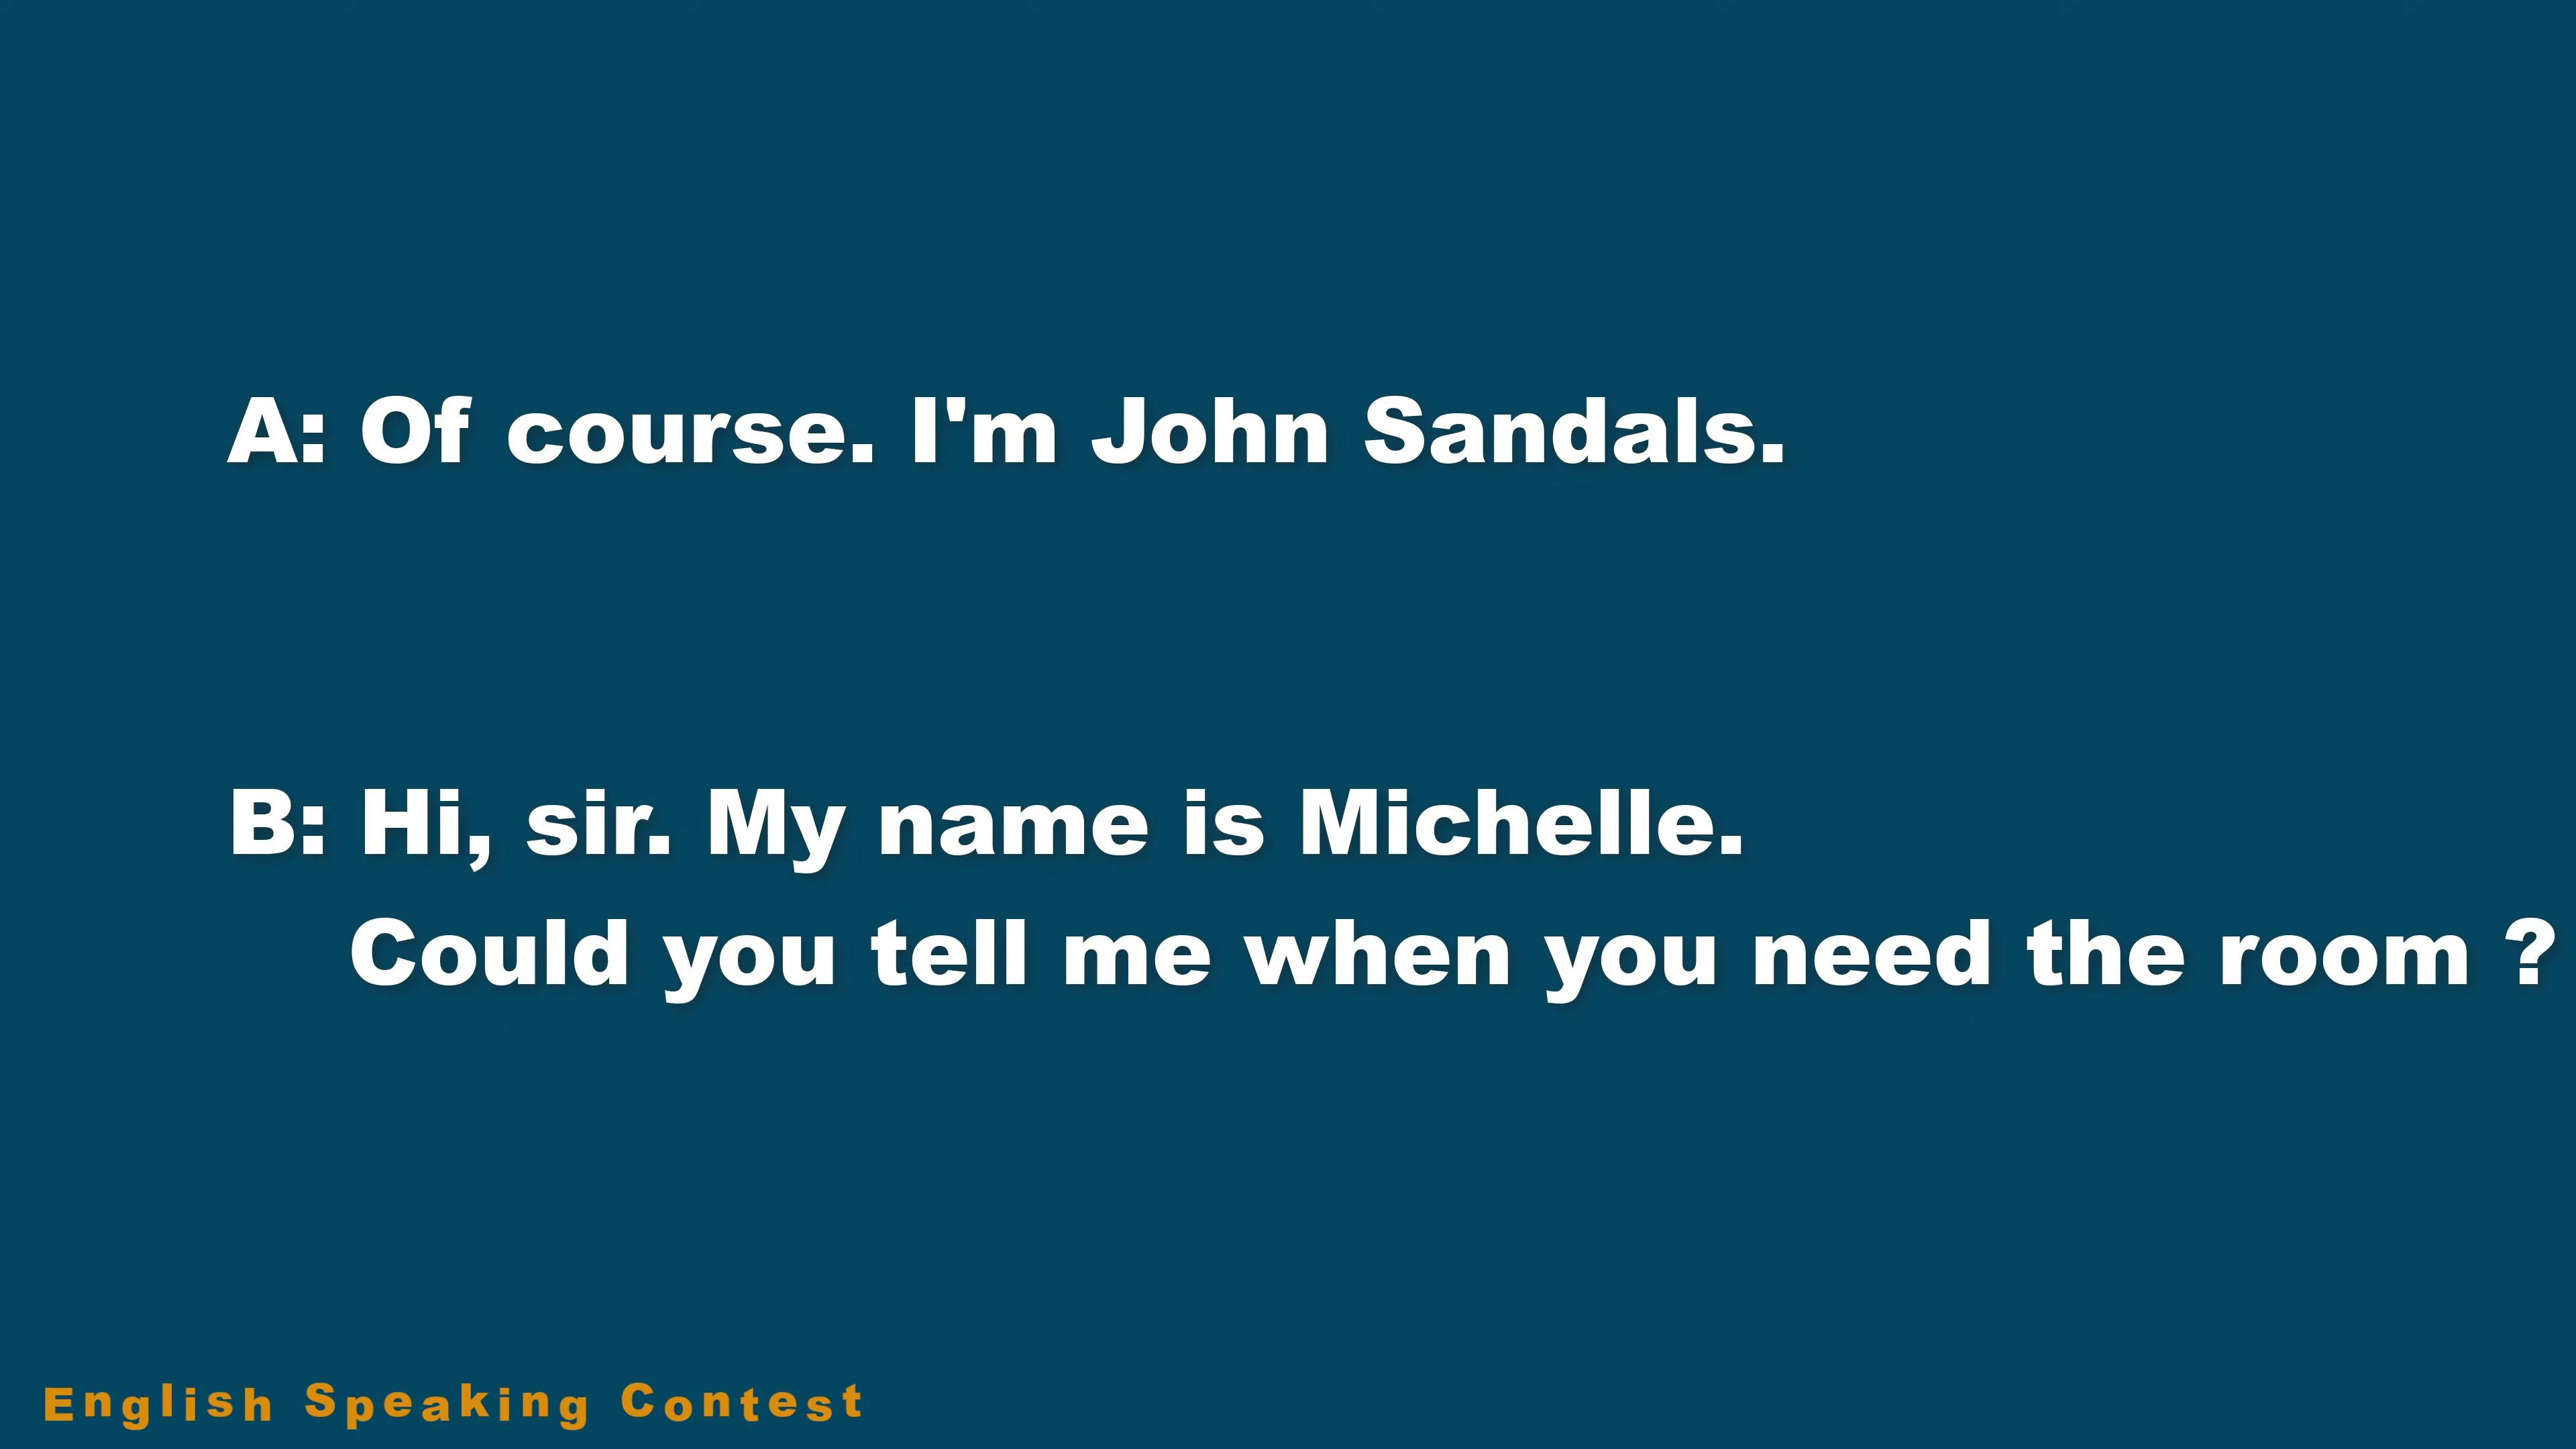 A: Of course. I'm John Sandals.
B: Hi, sir. My name is Michelle.
Could you tell me when you need the room ?
English Speaking Contest